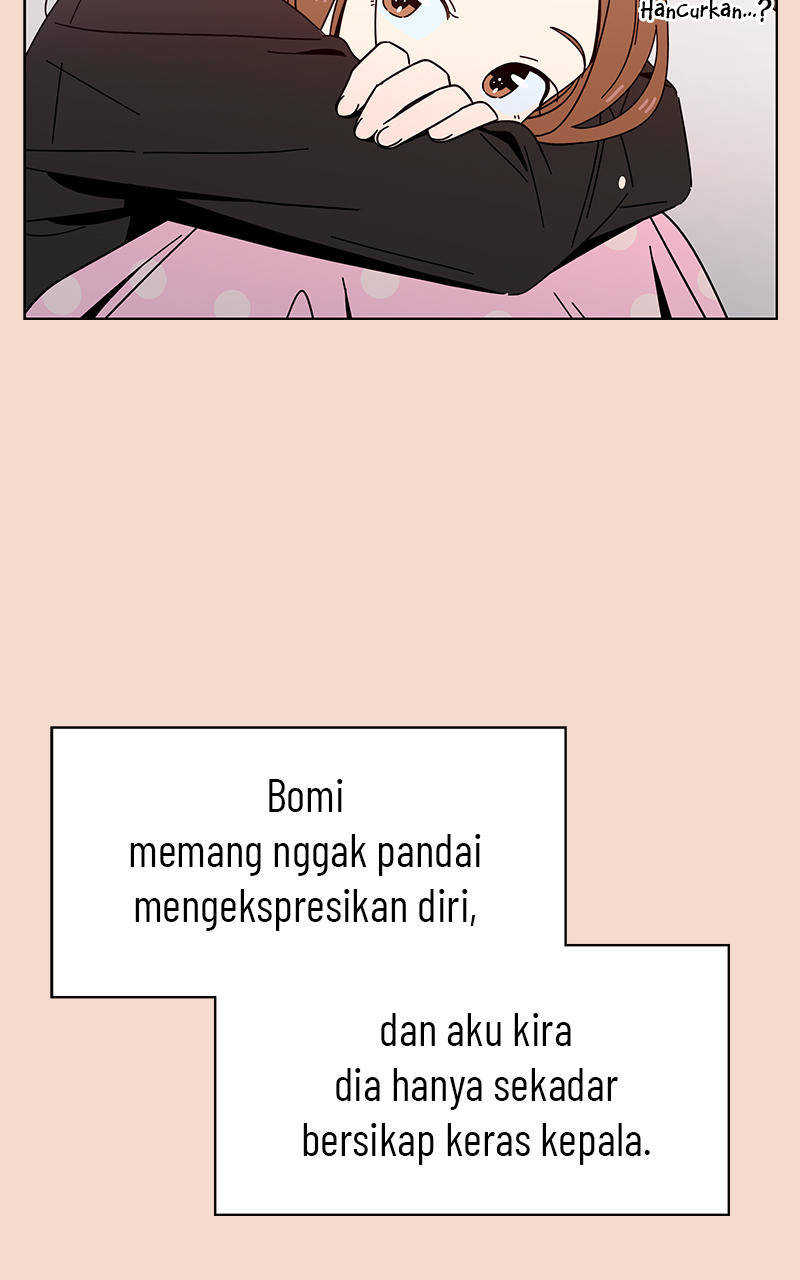 Hancurkan...?
Bomi
memang nggak pandai
mengekspresikan diri,
dan aku kira
dia hanya sekadar
bersikap keras kepala.